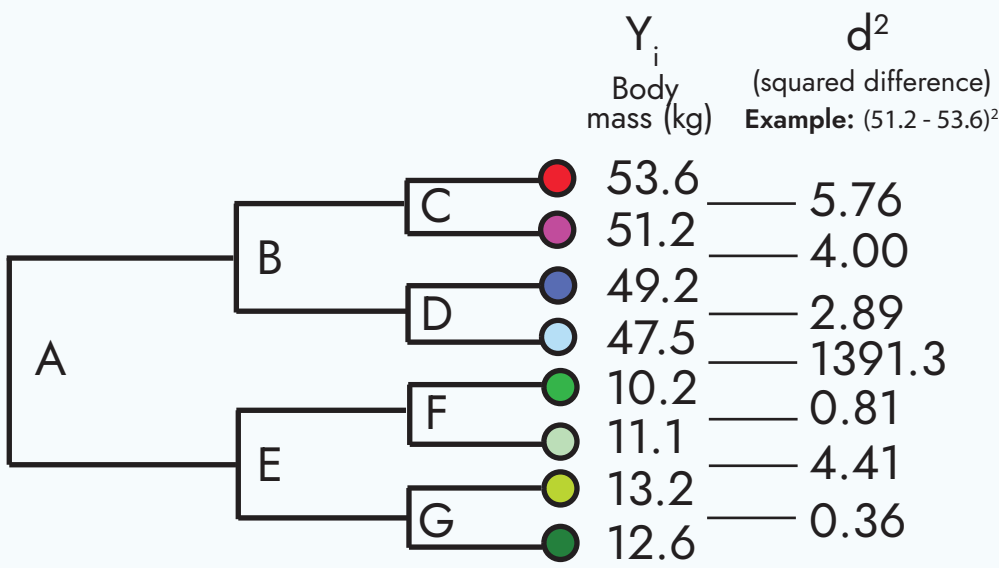 Yi d²
Body mass (kg) (squared difference)
Example: (51.2 - 53.6)²
53.6
C 5.76
51.2
B 4.00
49.2
D 2.89
47.5
A 1391.3
10.2
F 0.81
11.1
E 4.41
13.2
G 0.36
12.6